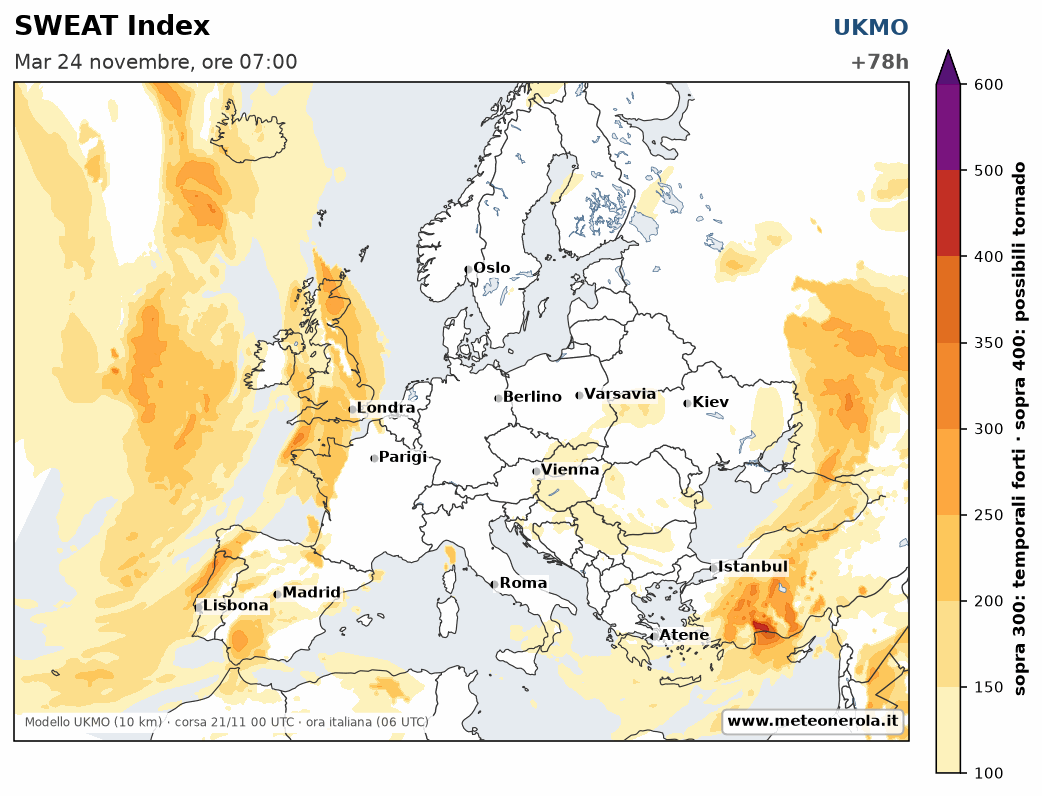 SWEAT Index
UKMO
Mar 24 novembre, ore 07:00
+78h
600
500
400
350
300
250
200
150
100
sopra 300: temporali forti · sopra 400: possibili tornado
Oslo
Berlino
Varsavia
Kiev
Londra
Parigi
Vienna
Istanbul
Roma
Madrid
Lisbona
Atene
Modello UKMO (10 km) · corsa 21/11 00 UTC · ora italiana (06 UTC)
www.meteonerola.it